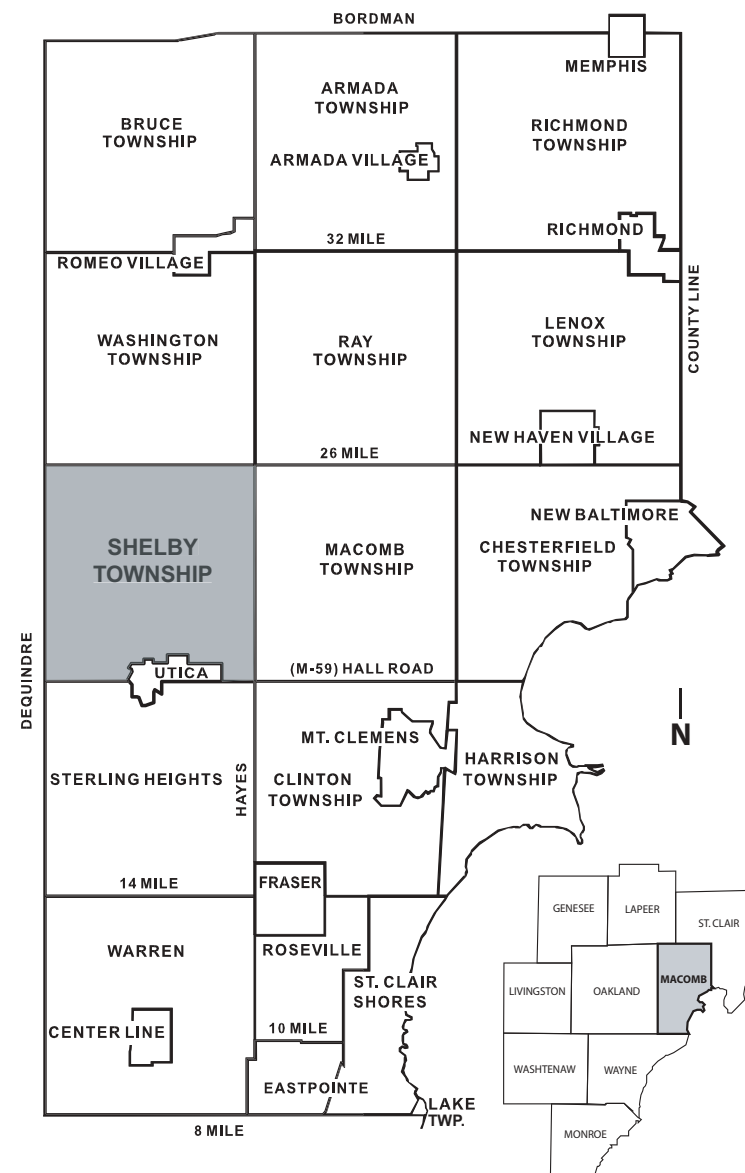 BORDMAN
MEMPHIS
ARMADA
TOWNSHIP
BRUCE
TOWNSHIP
RICHMOND
TOWNSHIP
ARMADA VILLAGE
RICHMOND
32 MILE
ROMEO VILLAGE
COUNTY LINE
WASHINGTON
TOWNSHIP
RAY
TOWNSHIP
LENOX
TOWNSHIP
NEW HAVEN VILLAGE
26 MILE
NEW BALTIMORE
SHELBY
TOWNSHIP
MACOMB
TOWNSHIP
CHESTERFIELD
TOWNSHIP
DEQUINDRE
UTICA
(M-59) HALL ROAD
N
MT. CLEMENS
HARRISON
TOWNSHIP
STERLING HEIGHTS
HAYES
CLINTON
TOWNSHIP
14 MILE
FRASER
WARREN
ROSEVILLE
ST. CLAIR
SHORES
CENTER LINE
10 MILE
EASTPOINTE
LAKE
TWP.
8 MILE
GENESEE
LAPEER
ST. CLAIR
LIVINGSTON
OAKLAND
MACOMB
WASHTENAW
WAYNE
MONROE